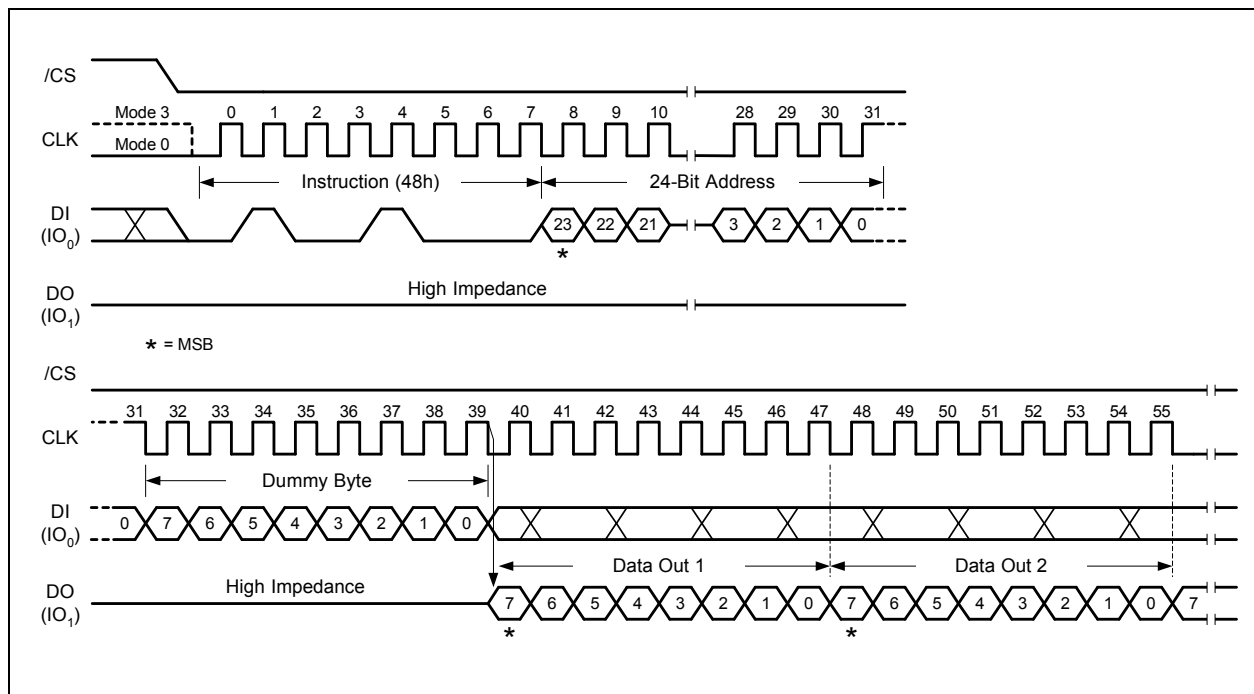 /CS
Mode 3 0 1 2 3 4 5 6 7 8 9 10 28 29 30 31
CLK
Mode 0
Instruction (48h) 24-Bit Address
DI
(IO0)
23 22 21 3 2 1 0
*
High Impedance
DO
(IO1)
* = MSB
/CS
31 32 33 34 35 36 37 38 39 40 41 42 43 44 45 46 47 48 49 50 51 52 53 54 55
CLK
Dummy Byte
DI
(IO0)
0 7 6 5 4 3 2 1 0
Data Out 1 Data Out 2
High Impedance
DO
(IO1)
7 6 5 4 3 2 1 0 7 6 5 4 3 2 1 0 7
* *